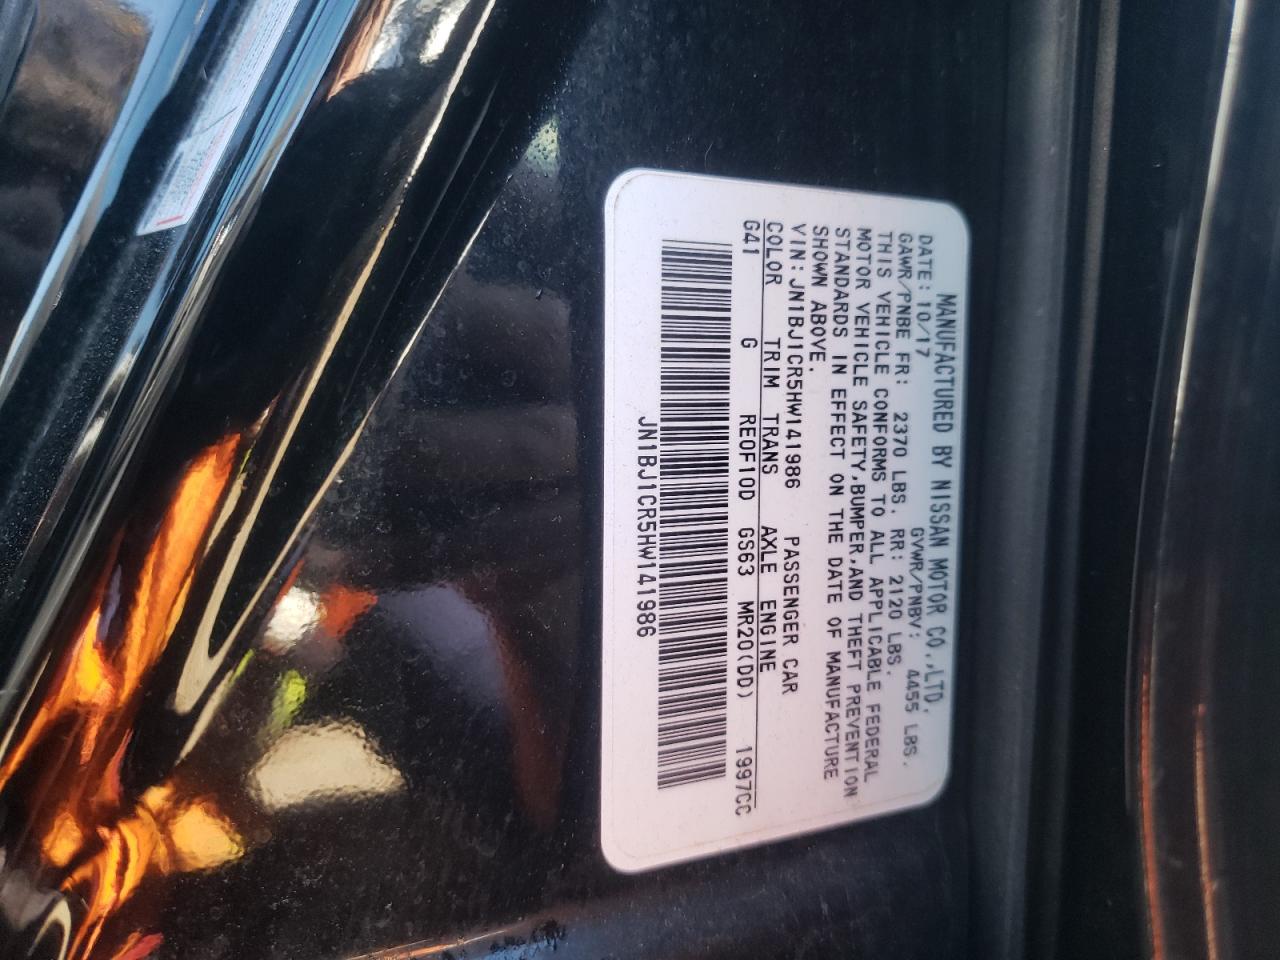 MANUFACTURED BY NISSAN MOTOR CO.,LTD.
DATE: 10/17 GVWR/PNBV: 4455 LBS.
GAWR/PNBE FR: 2370 LBS. RR: 2120 LBS.
THIS VEHICLE CONFORMS TO ALL APPLICABLE FEDERAL
MOTOR VEHICLE SAFETY,BUMPER,AND THEFT PREVENTION
STANDARDS IN EFFECT ON THE DATE OF MANUFACTURE
SHOWN ABOVE.
VIN: JN1BJ1CR5HW141986 PASSENGER CAR
COLOR TRIM TRANS AXLE ENGINE
G41 G RE0F10D GS63 MR20(DD) 1997CC
JN1BJ1CR5HW141986